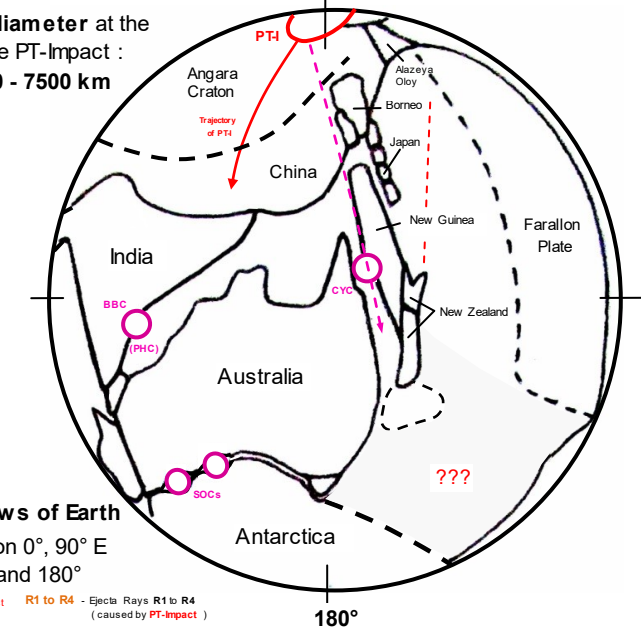 diameter at the
e PT-Impact :
0 - 7500 km
PT-I
Angara
Craton
Alazeya
Oloy
Trajectory
of PT-I
Borneo
Japan
China
New Guinea
Farallon
Plate
India
BBC
(PHC)
CYC
New Zealand
Australia
SOCs
???
Antarctica
ws of Earth
on 0°, 90° E
and 180°
R1 to R4 - Ejecta Rays R1 to R4
( caused by PT-Impact )
180°